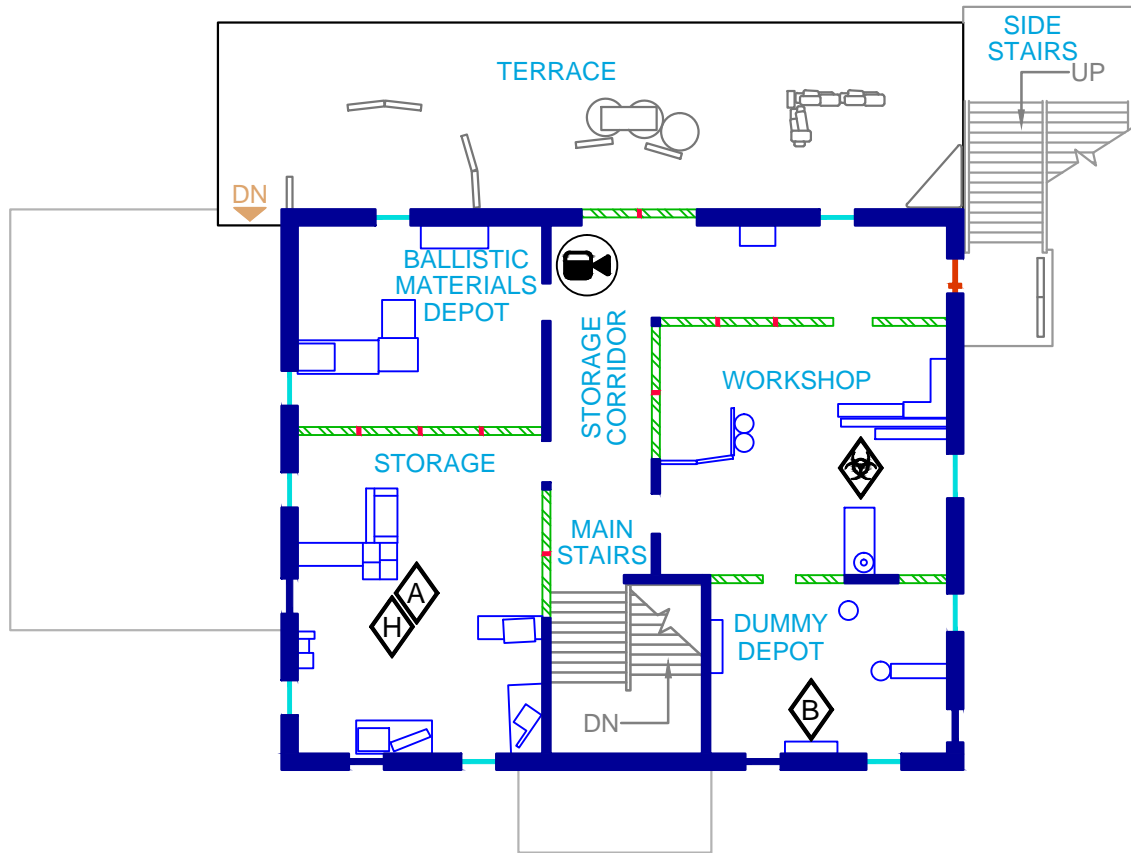 SIDE
STAIRS
UP
TERRACE
DN
BALLISTIC
MATERIALS
DEPOT
STORAGE
CORRIDOR
WORKSHOP
STORAGE
MAIN
STAIRS
A
H
DUMMY
DEPOT
B
DN